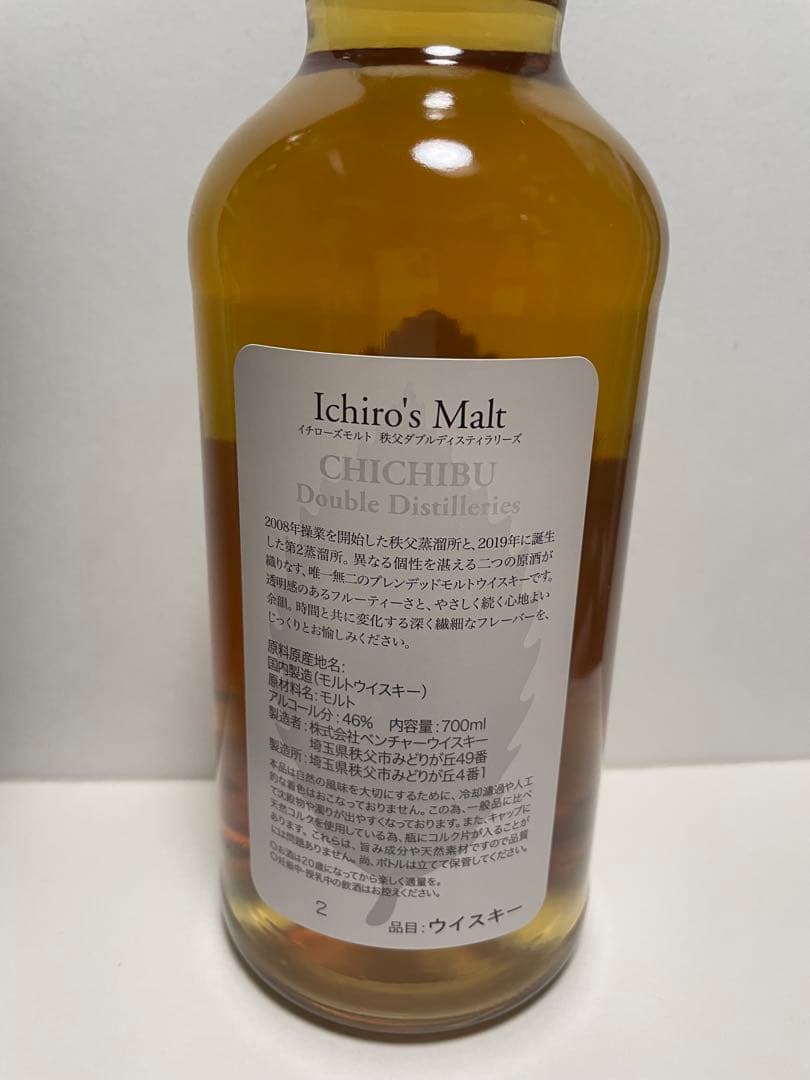 Ichiro's Malt
イチローズモルト 秩父ダブルディスティラリーズ
CHICHIBU
Double Distilleries
2008年操業を開始した秩父蒸溜所と、2019年に誕生
した第2蒸溜所。異なる個性を湛える二つの原酒が
織りなす、唯一無二のブレンデッドモルトウイスキーです。
透明感のあるフルーティーさと、やさしく続く心地よい
余韻。時間と共に変化する深く繊細なフレーバーを、
じっくりとお愉しみください。
原料原産地名:
国内製造(モルトウイスキー)
原材料名:モルト
アルコール分:46% 内容量:700ml
製造者:株式会社ベンチャーウイスキー
埼玉県秩父市みどりが丘49番
製造所:埼玉県秩父市みどりが丘4番1
本品は自然の風味を大切にするために、冷却濾過や人工
的な着色はおこなっておりません。この為、一般品に比べ
て沈殿物や濁りが出やすくなっております。また、キャップに
天然コルクを使用している為、瓶にコルク片が入ることが
あります。これらは、旨み成分や天然素材ですので品質
には問題ありません。尚、ボトルは立てて保管してください。
◎お酒は20歳になってから楽しく適量を。
◎妊娠中・授乳中の飲酒はお控えください。
2
品目:ウイスキー